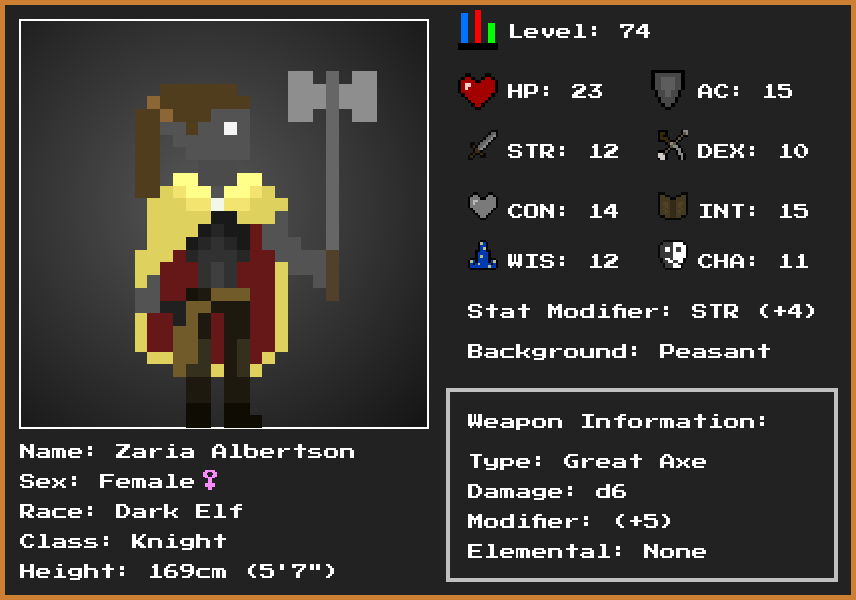 Level: 74
HP: 23
AC: 15
STR: 12
DEX: 10
CON: 14
INT: 15
WIS: 12
CHA: 11
Stat Modifier: STR (+4)
Background: Peasant
Weapon Information:
Type: Great Axe
Damage: d6
Modifier: (+5)
Elemental: None
Name: Zaria Albertson
Sex: Female♀
Race: Dark Elf
Class: Knight
Height: 169cm (5'7")